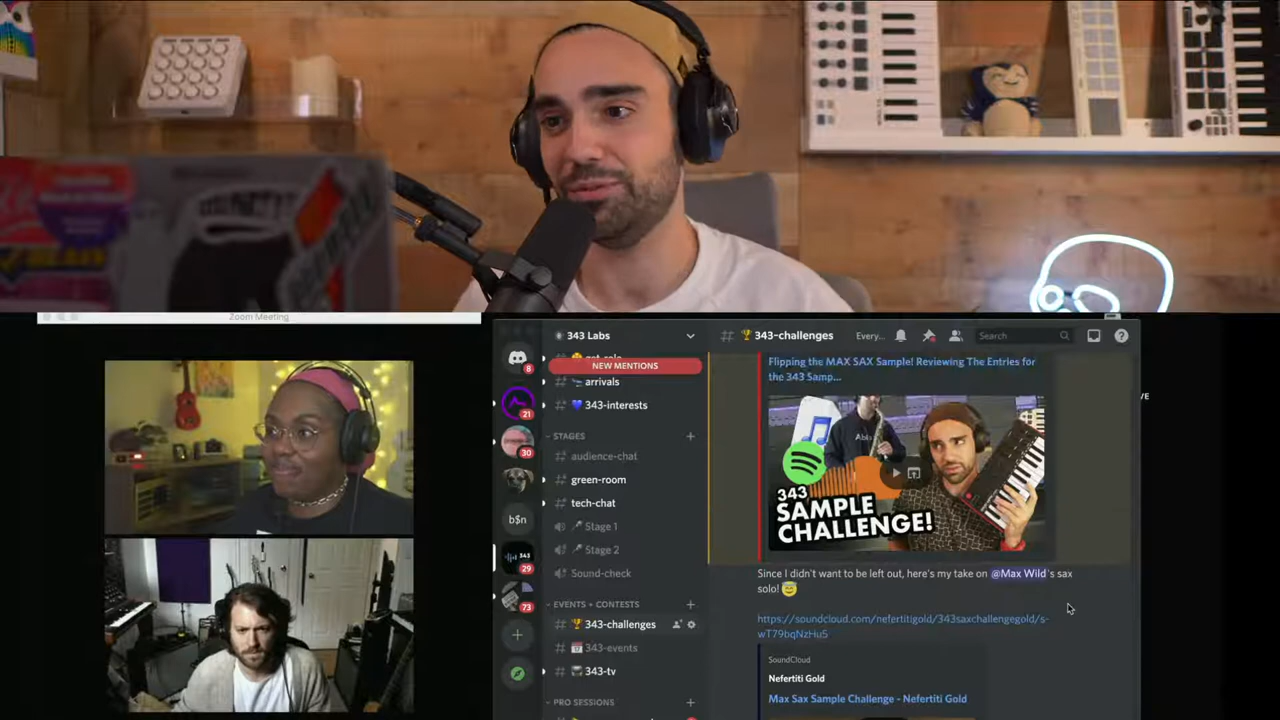 Zoom Meeting
343 Labs
NEW MENTIONS
arrivals
343-interests
STAGES
audience-chat
green-room
tech-chat
Stage 1
Stage 2
Sound-check
EVENTS + CONTESTS
343-challenges
343-events
343-tv
PRO SESSIONS
8
21
30
b$n
343
29
73
343-challenges
Every...
Search
Flipping the MAX SAX Sample! Reviewing The Entries for
the 343 Samp...
343
SAMPLE
CHALLENGE!
Since I didn't want to be left out, here's my take on @Max Wild's sax
solo!
https://soundcloud.com/nefertitigold/343saxchallengegold/s-
wT79bqNzHu5
SoundCloud
Nefertiti Gold
Max Sax Sample Challenge - Nefertiti Gold
VE